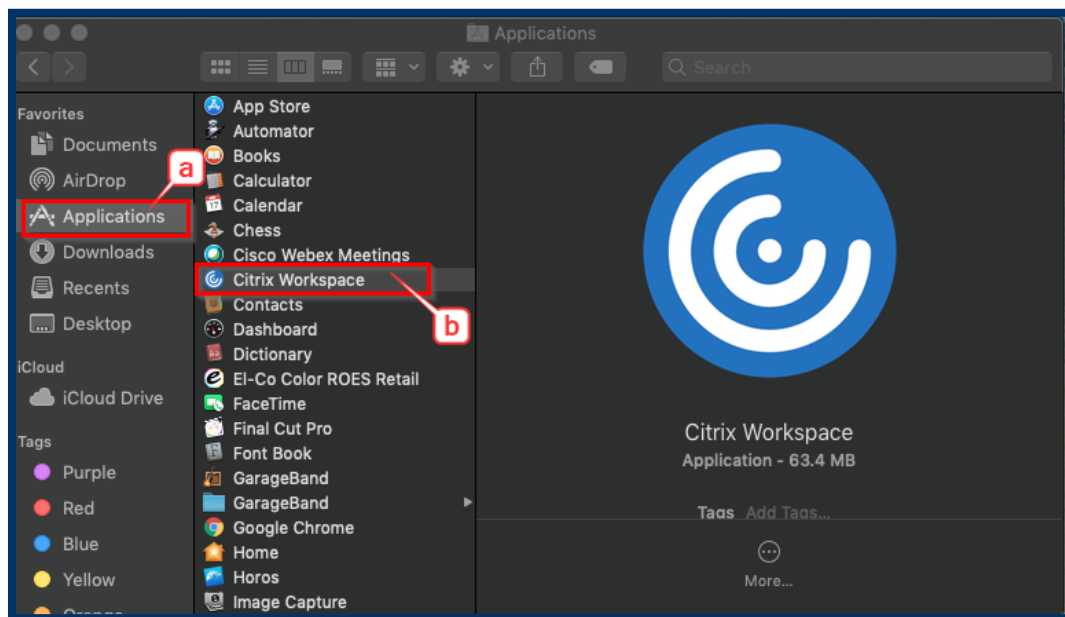 Applications
Search
Favorites
Documents
AirDrop
Applications
Downloads
Recents
Desktop
iCloud
iCloud Drive
Tags
Purple
Red
Blue
Yellow
Orange
a
App Store
Automator
Books
Calculator
17
Calendar
Chess
Cisco Webex Meetings
Citrix Workspace
b
Contacts
Dashboard
Dictionary
El-Co Color ROES Retail
FaceTime
Final Cut Pro
Font Book
GarageBand
GarageBand
Google Chrome
Home
Horos
Image Capture
Citrix Workspace
Application - 63.4 MB
Tags Add Tags...
More...